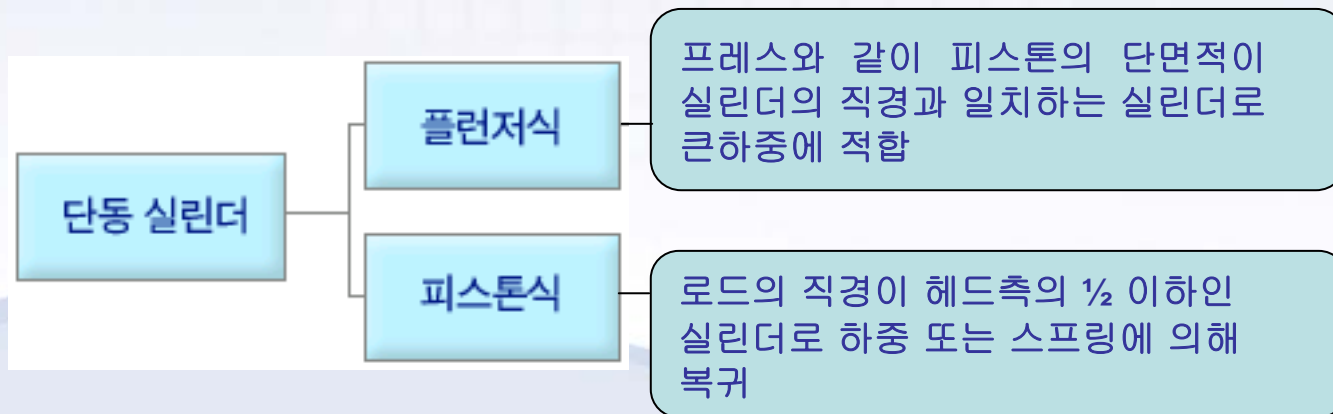 단동 실린더
플런저식
프레스와 같이 피스톤의 단면적이
실린더의 직경과 일치하는 실린더로
큰하중에 적합
피스톤식
로드의 직경이 헤드측의 ½ 이하인
실린더로 하중 또는 스프링에 의해
복귀